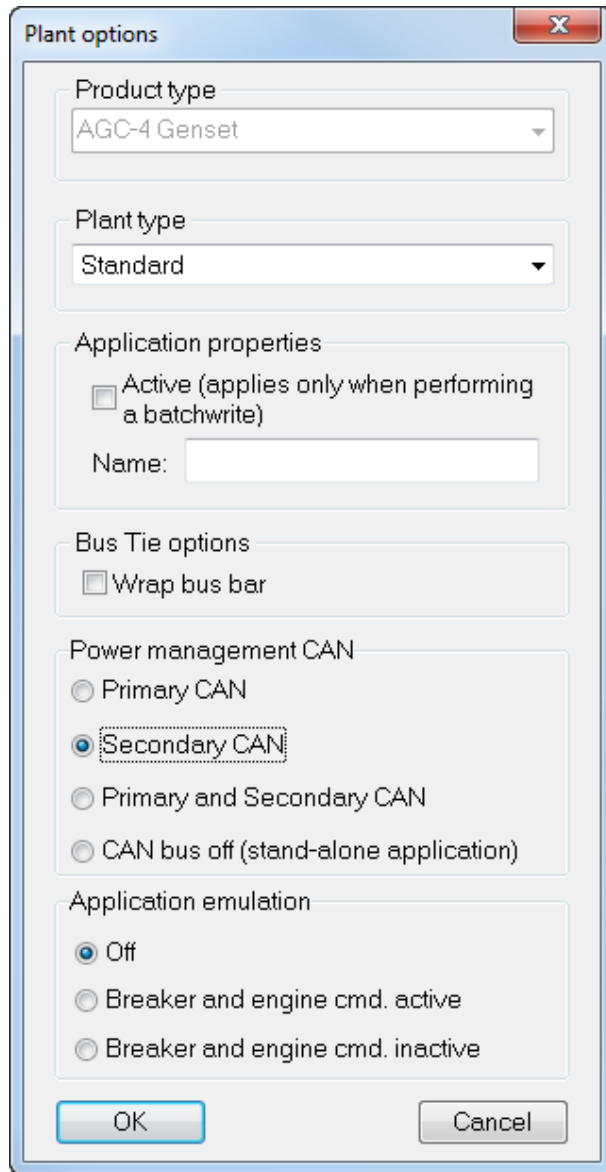 Plant options
Product type
AGC-4 Genset
Plant type
Standard
Application properties
Active (applies only when performing
a batchwrite)
Name:
Bus Tie options
Wrap bus bar
Power management CAN
Primary CAN
Secondary CAN
Primary and Secondary CAN
CAN bus off (stand-alone application)
Application emulation
Off
Breaker and engine cmd. active
Breaker and engine cmd. inactive
OK Cancel